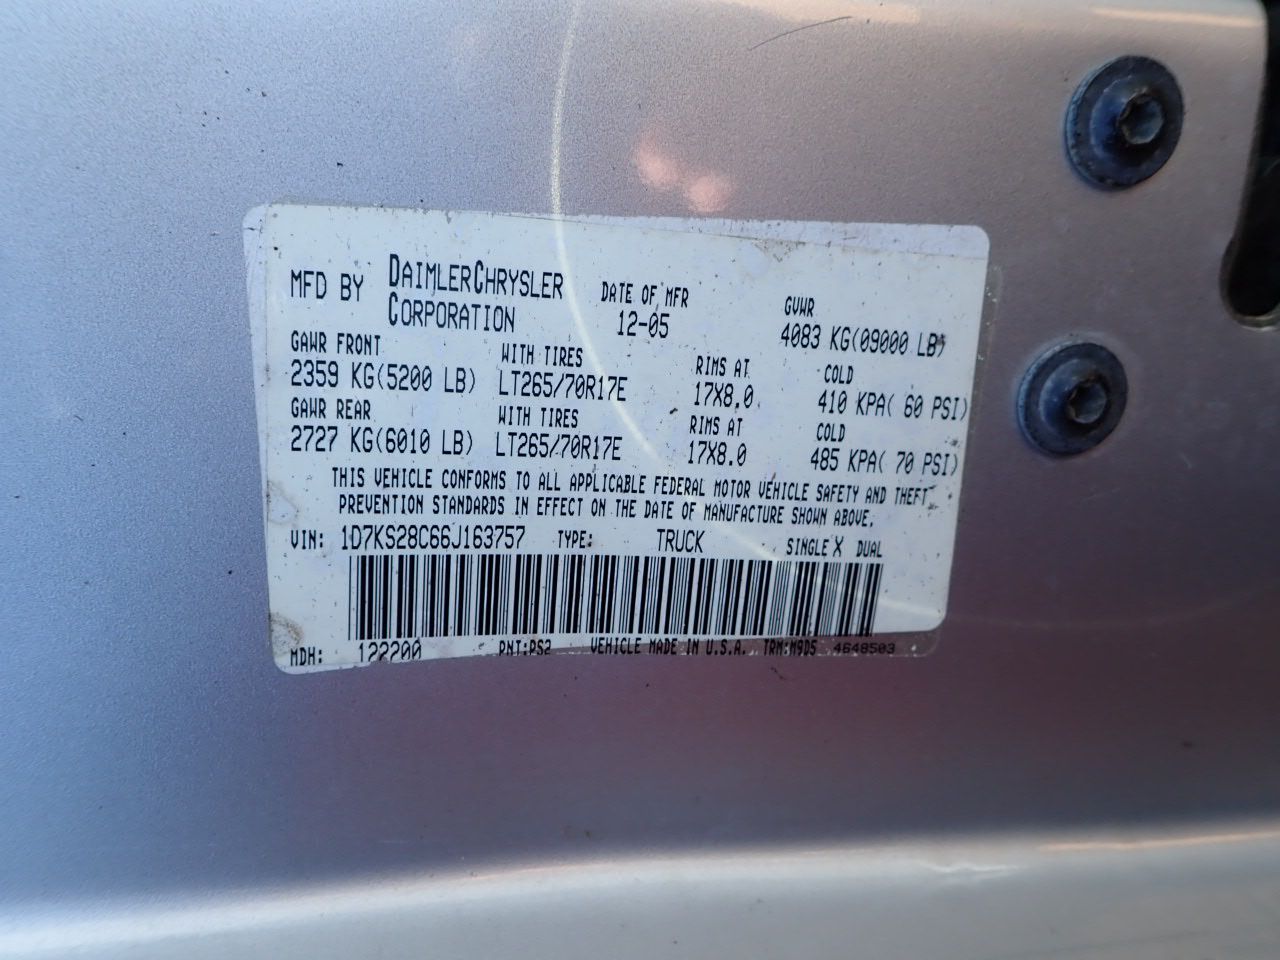 MFD BY DAIMLERCHRYSLER CORPORATION DATE OF MFR 12-05 GVWR 4083 KG(09000 LB)
GAWR FRONT WITH TIRES RIMS AT COLD
2359 KG(5200 LB) LT265/70R17E 17X8.0 410 KPA( 60 PSI)
GAWR REAR WITH TIRES RIMS AT COLD
2727 KG(6010 LB) LT265/70R17E 17X8.0 485 KPA( 70 PSI)
THIS VEHICLE CONFORMS TO ALL APPLICABLE FEDERAL MOTOR VEHICLE SAFETY AND THEFT
PREVENTION STANDARDS IN EFFECT ON THE DATE OF MANUFACTURE SHOWN ABOVE.
VIN: 1D7KS28C66J163757 TYPE: TRUCK SINGLE X DUAL
MDH: 122200 PNT:PS2 VEHICLE MADE IN U.S.A. TRM:M9D5 4648503